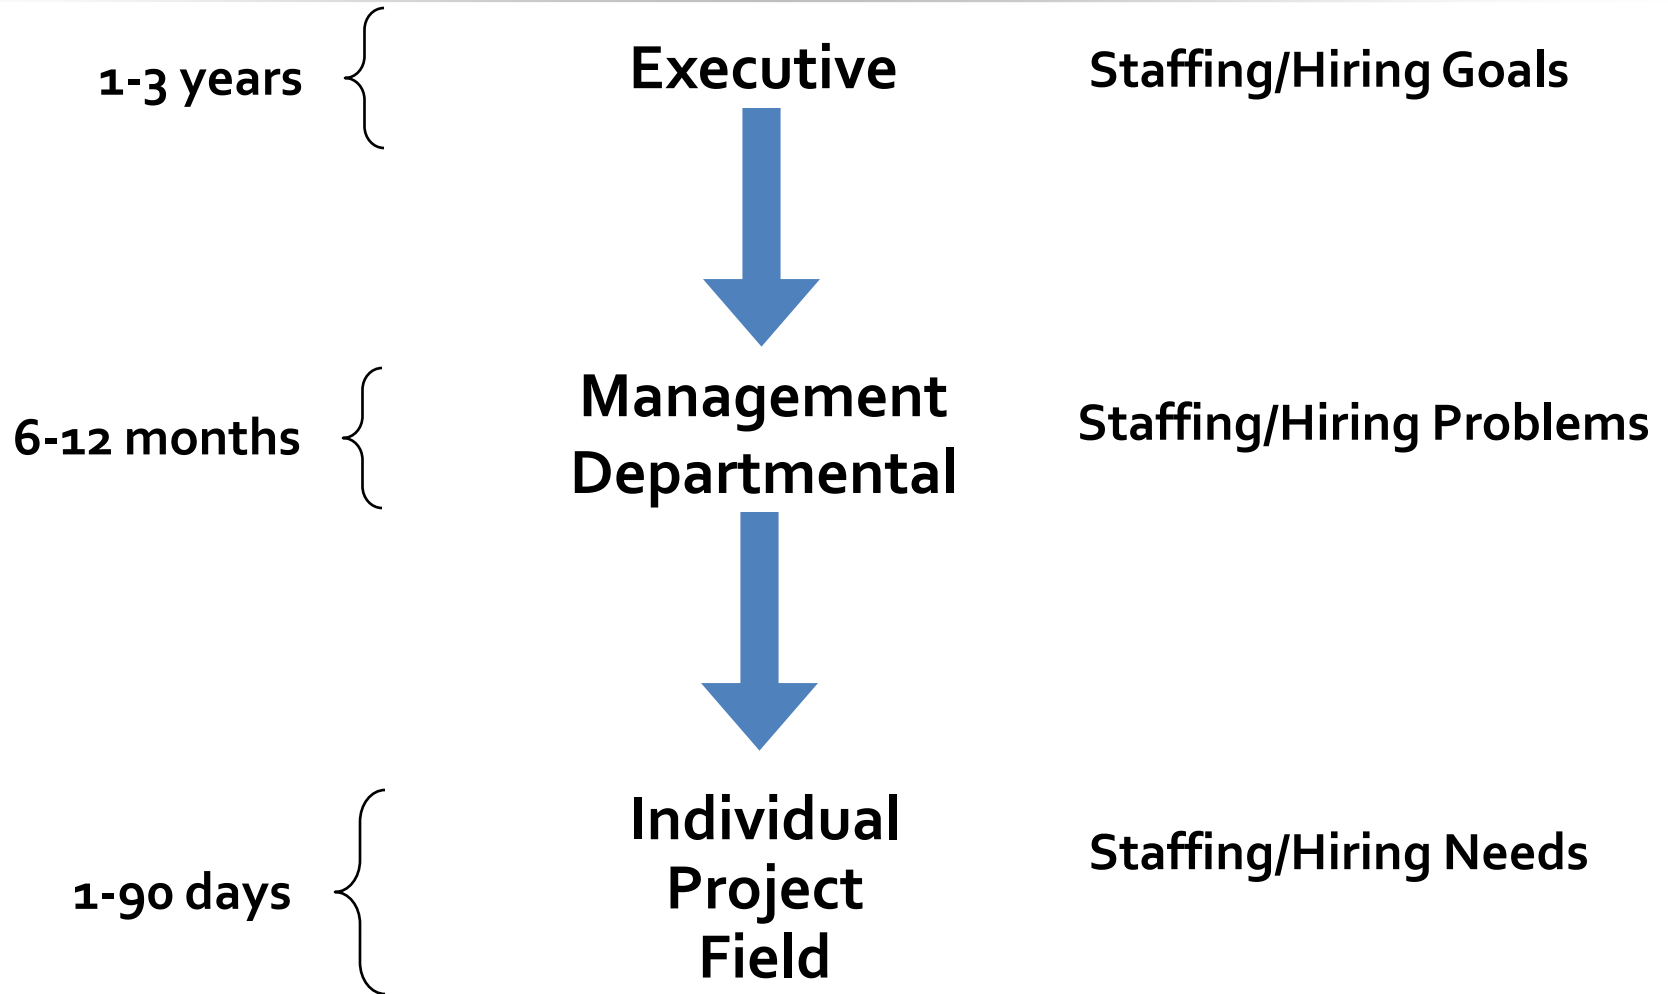 1-3 years
Executive
Staffing/Hiring Goals
6-12 months
Management
Departmental
Staffing/Hiring Problems
1-90 days
Individual
Project
Field
Staffing/Hiring Needs